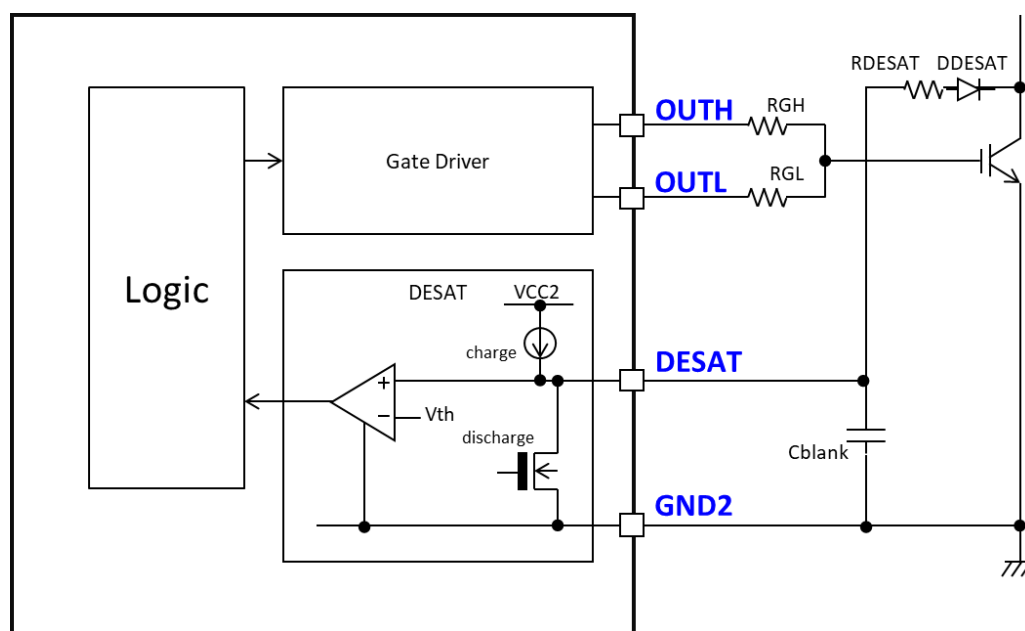 RDESAT DDESAT
OUTH
RGH
Gate Driver
OUTL
RGL
Logic
DESAT
VCC2
charge
DESAT
+
−
Vth
discharge
Cblank
GND2